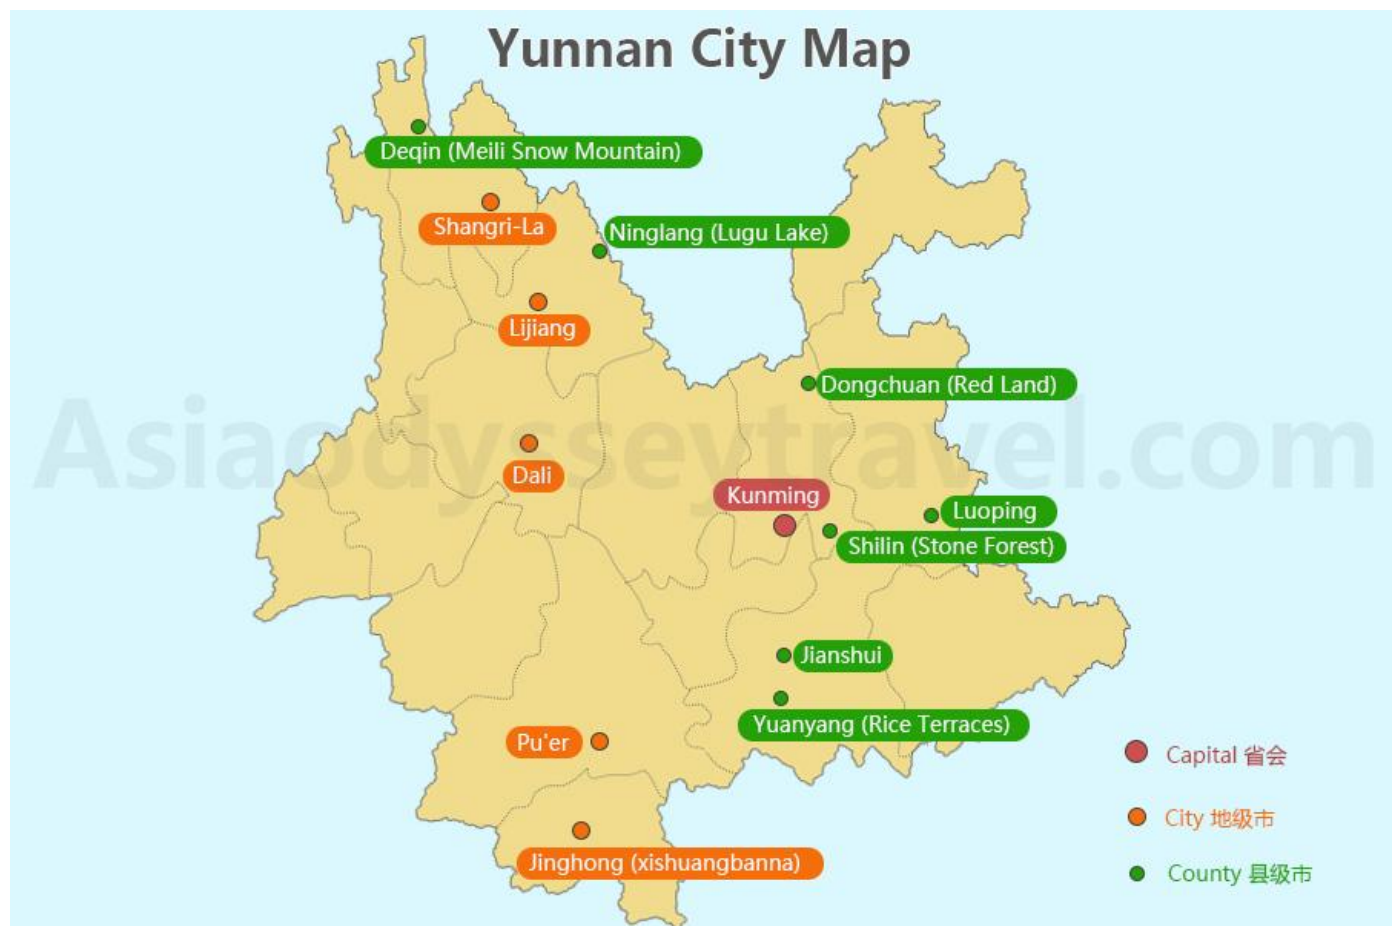 Yunnan City Map
Deqin (Meili Snow Mountain)
Shangri-La
Ninglang (Lugu Lake)
Lijiang
Dongchuan (Red Land)
Asiaodysseytravel.com
Dali
Kunming
Luoping
Shilin (Stone Forest)
Jianshui
Yuanyang (Rice Terraces)
Pu'er
Capital 省会
City 地级市
Jinghong (xishuangbanna)
County 县级市